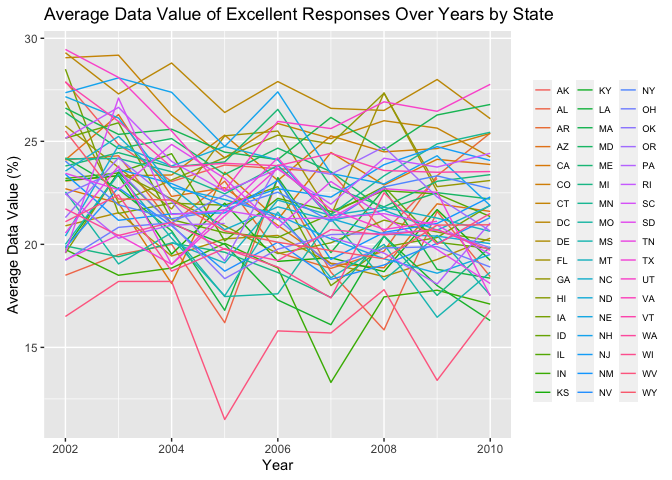 Average Data Value of Excellent Responses Over Years by State
Average Data Value (%)
30
25
20
15
2002
2004
2006
2008
2010
Year
AK KY NY
AL LA OH
AR MA OK
AZ MD OR
CA ME PA
CO MI RI
CT MN SC
DC MO SD
DE MS TN
FL MT TX
GA NC UT
HI ND VA
IA NE VT
ID NH WA
IL NJ WI
IN NM WV
KS NV WY